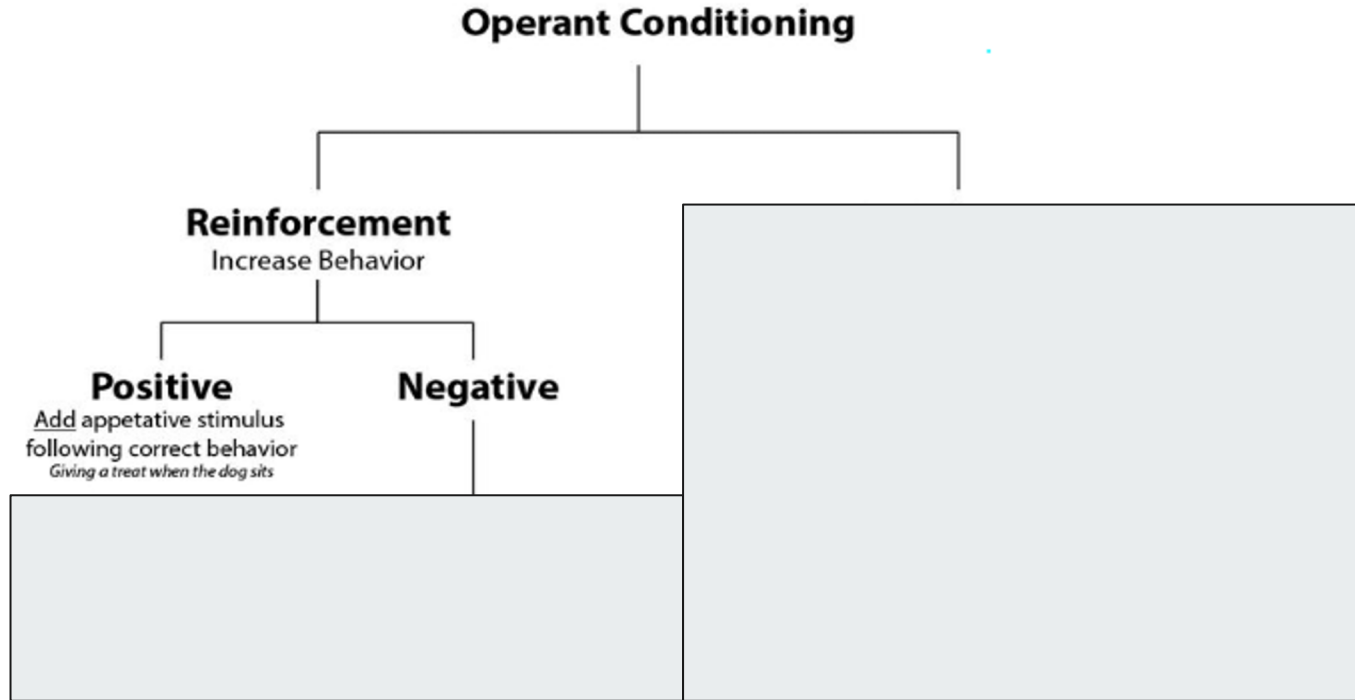 Operant Conditioning
Reinforcement
Increase Behavior
Positive
Add appetative stimulus
following correct behavior
Giving a treat when the dog sits
Negative